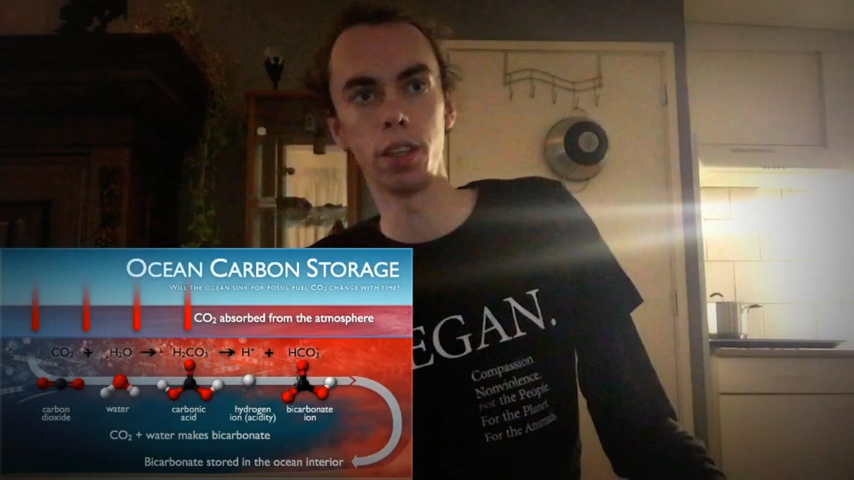 OCEAN CARBON STORAGE
WILL THE OCEAN SINK FOR FOSSIL FUEL CO₂ CHANGE WITH TIME?
CO₂ absorbed from the atmosphere
CO₂ + H₂O → H₂CO₃ → H⁺ + HCO₃⁻
carbon dioxide
water
carbonic acid
hydrogen ion (acidity)
bicarbonate ion
CO₂ + water makes bicarbonate
Bicarbonate stored in the ocean interior
EGAN.
Compassion.
Nonviolence.
For the People
For the Planet
For the Animals